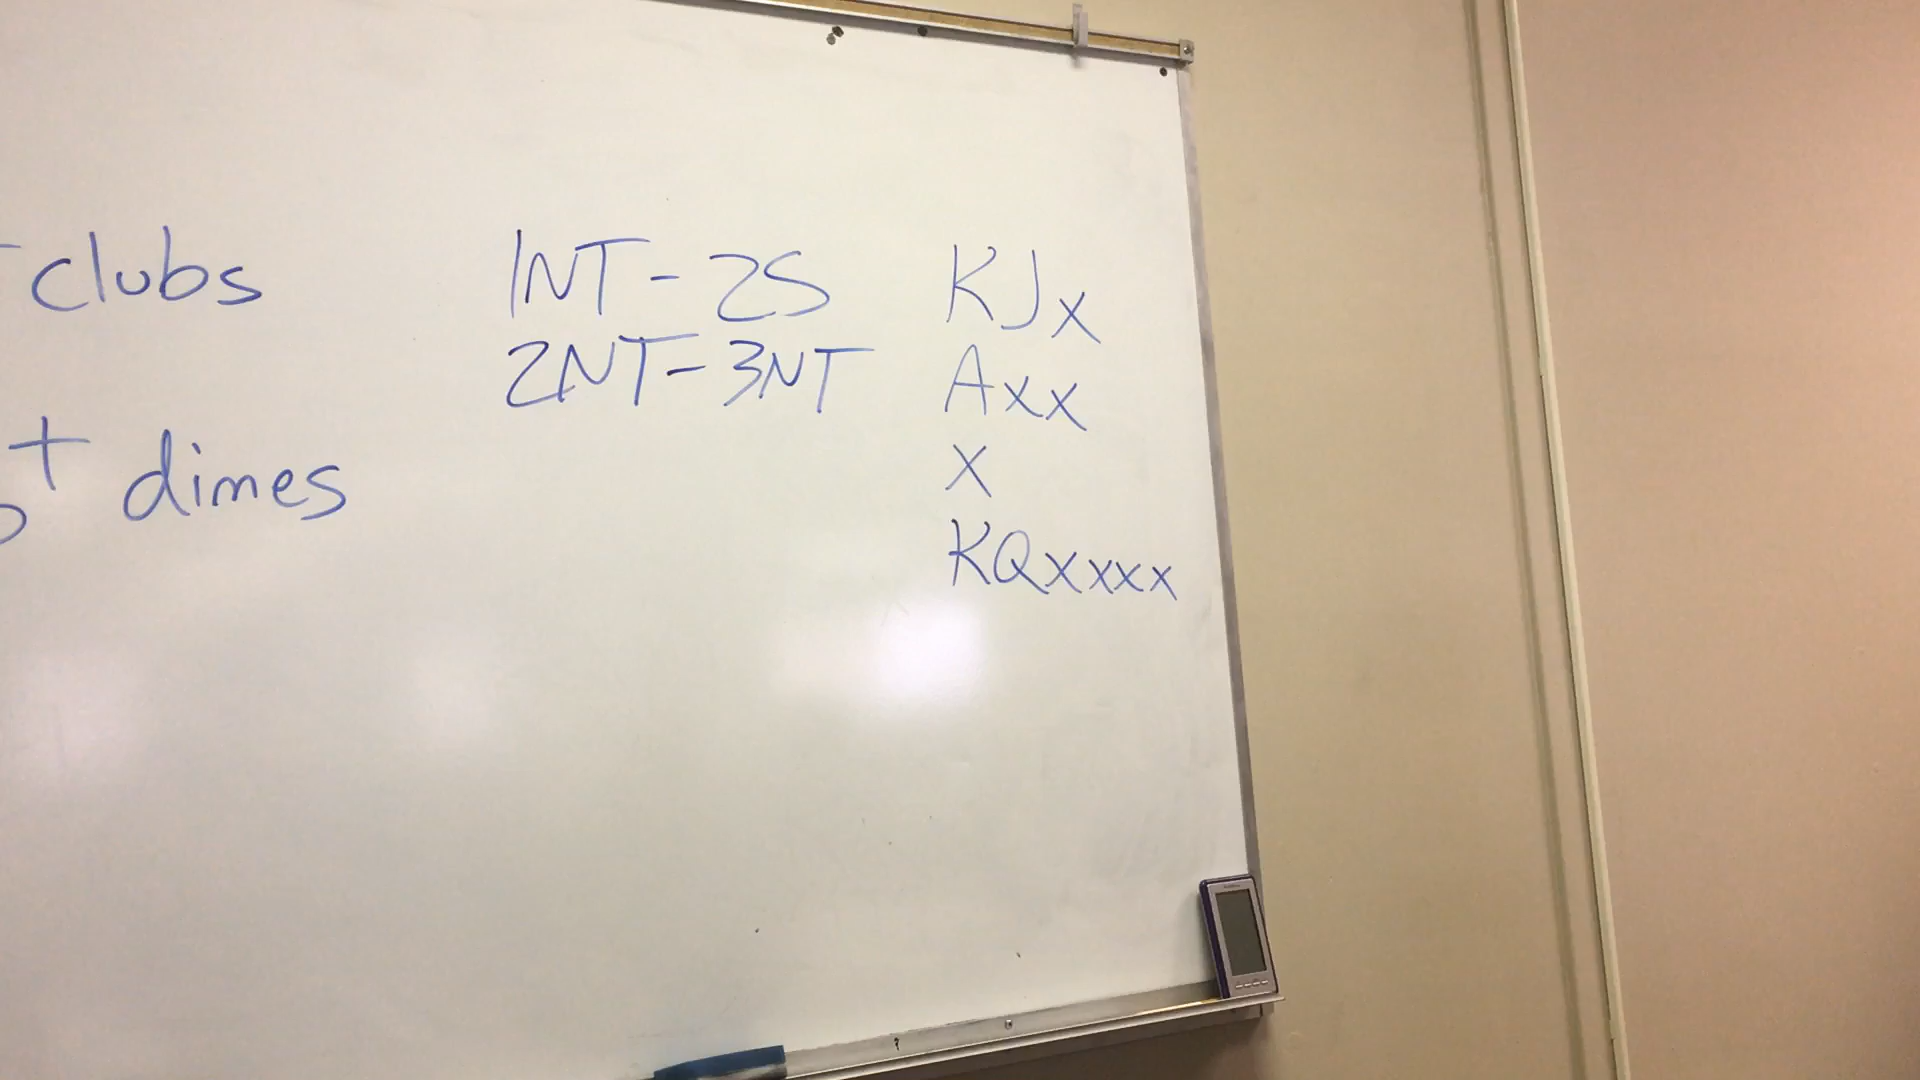 clubs
+ dimes
1NT - 2S
2NT - 3NT
KJx
Axx
x
KQxxxx